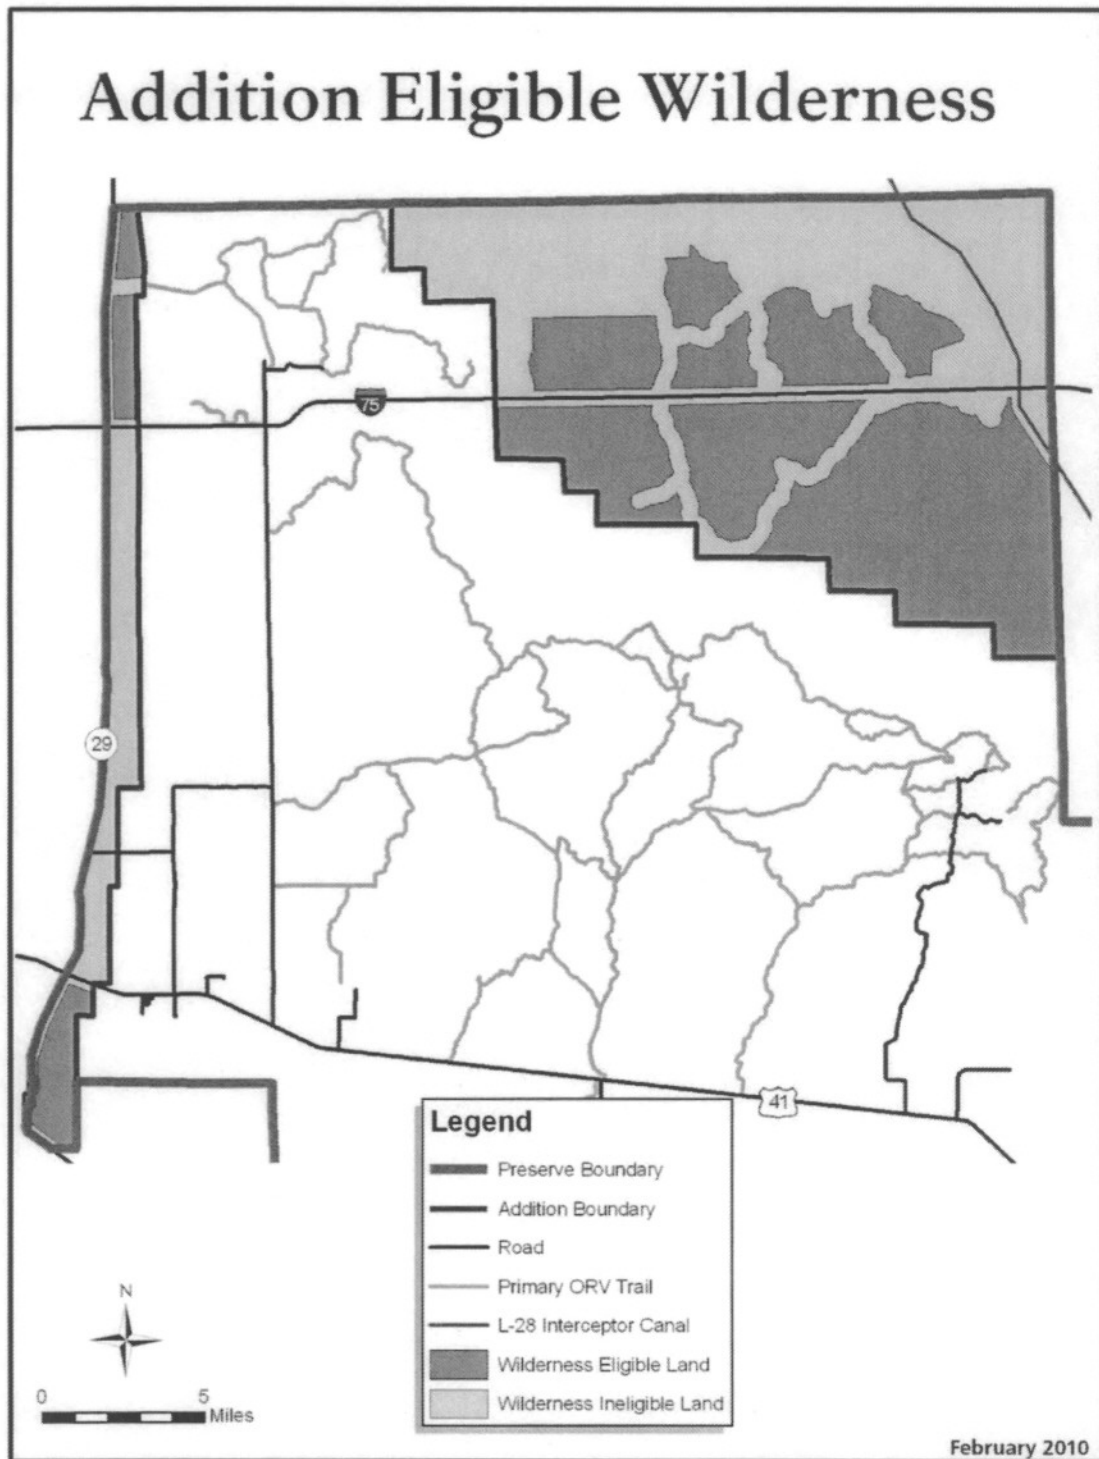 Addition Eligible Wilderness
75
29
41
Legend
Preserve Boundary
Addition Boundary
Road
Primary ORV Trail
L-28 Interceptor Canal
Wilderness Eligible Land
Wilderness Ineligible Land
N
0 5
Miles
February 2010